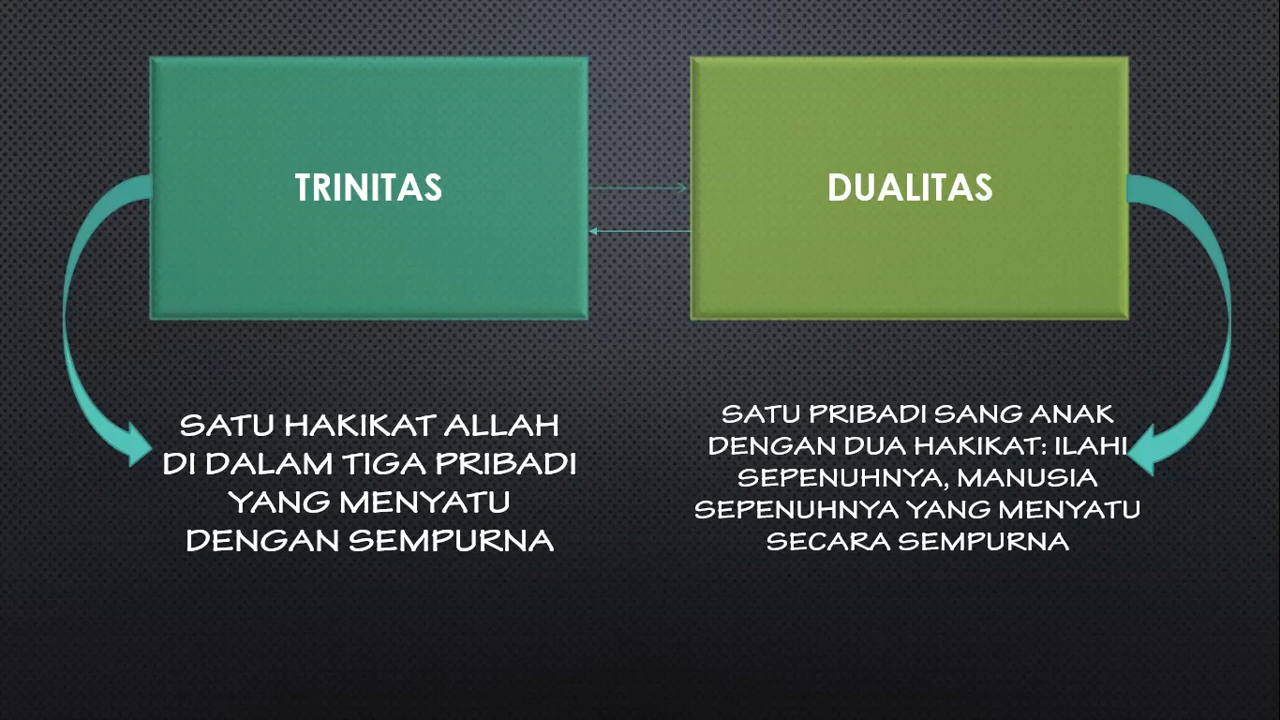 TRINITAS
DUALITAS
SATU HAKIKAT ALLAH
DI DALAM TIGA PRIBADI
YANG MENYATU
DENGAN SEMPURNA
SATU PRIBADI SANG ANAK
DENGAN DUA HAKIKAT: ILAHI
SEPENUHNYA, MANUSIA
SEPENUHNYA YANG MENYATU
SECARA SEMPURNA